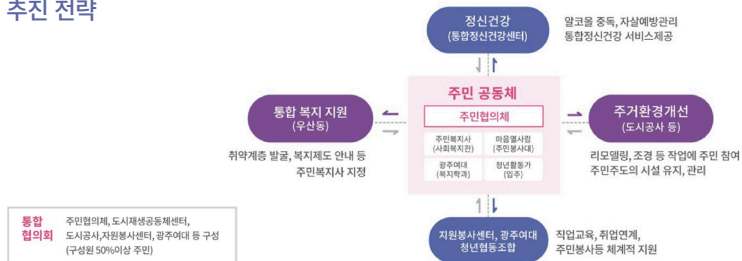 추진 전략
정신건강
(통합정신건강센터)
알코올 중독, 자살예방관리
통합정신건강 서비스제공
주민 공동체
주민협의체
주민복지사
(사회복지관)
마음열사람
(주민봉사대)
광주여대
(복지학과)
청년활동가
(입주)
통합 복지 지원
(우산동)
취약계층 발굴, 복지제도 안내 등
주민복지사 지정
주거환경개선
(도시공사 등)
리모델링, 조경 등 작업에 주민 참여
주민주도의 시설 유지, 관리
지원봉사센터, 광주여대
청년협동조합
직업교육, 취업연계,
주민봉사등 체계적 지원
통합
협의회
주민협의체, 도시재생공동체센터,
도시공사,자원봉사센터, 광주여대 등 구성
(구성원 50%이상 주민)